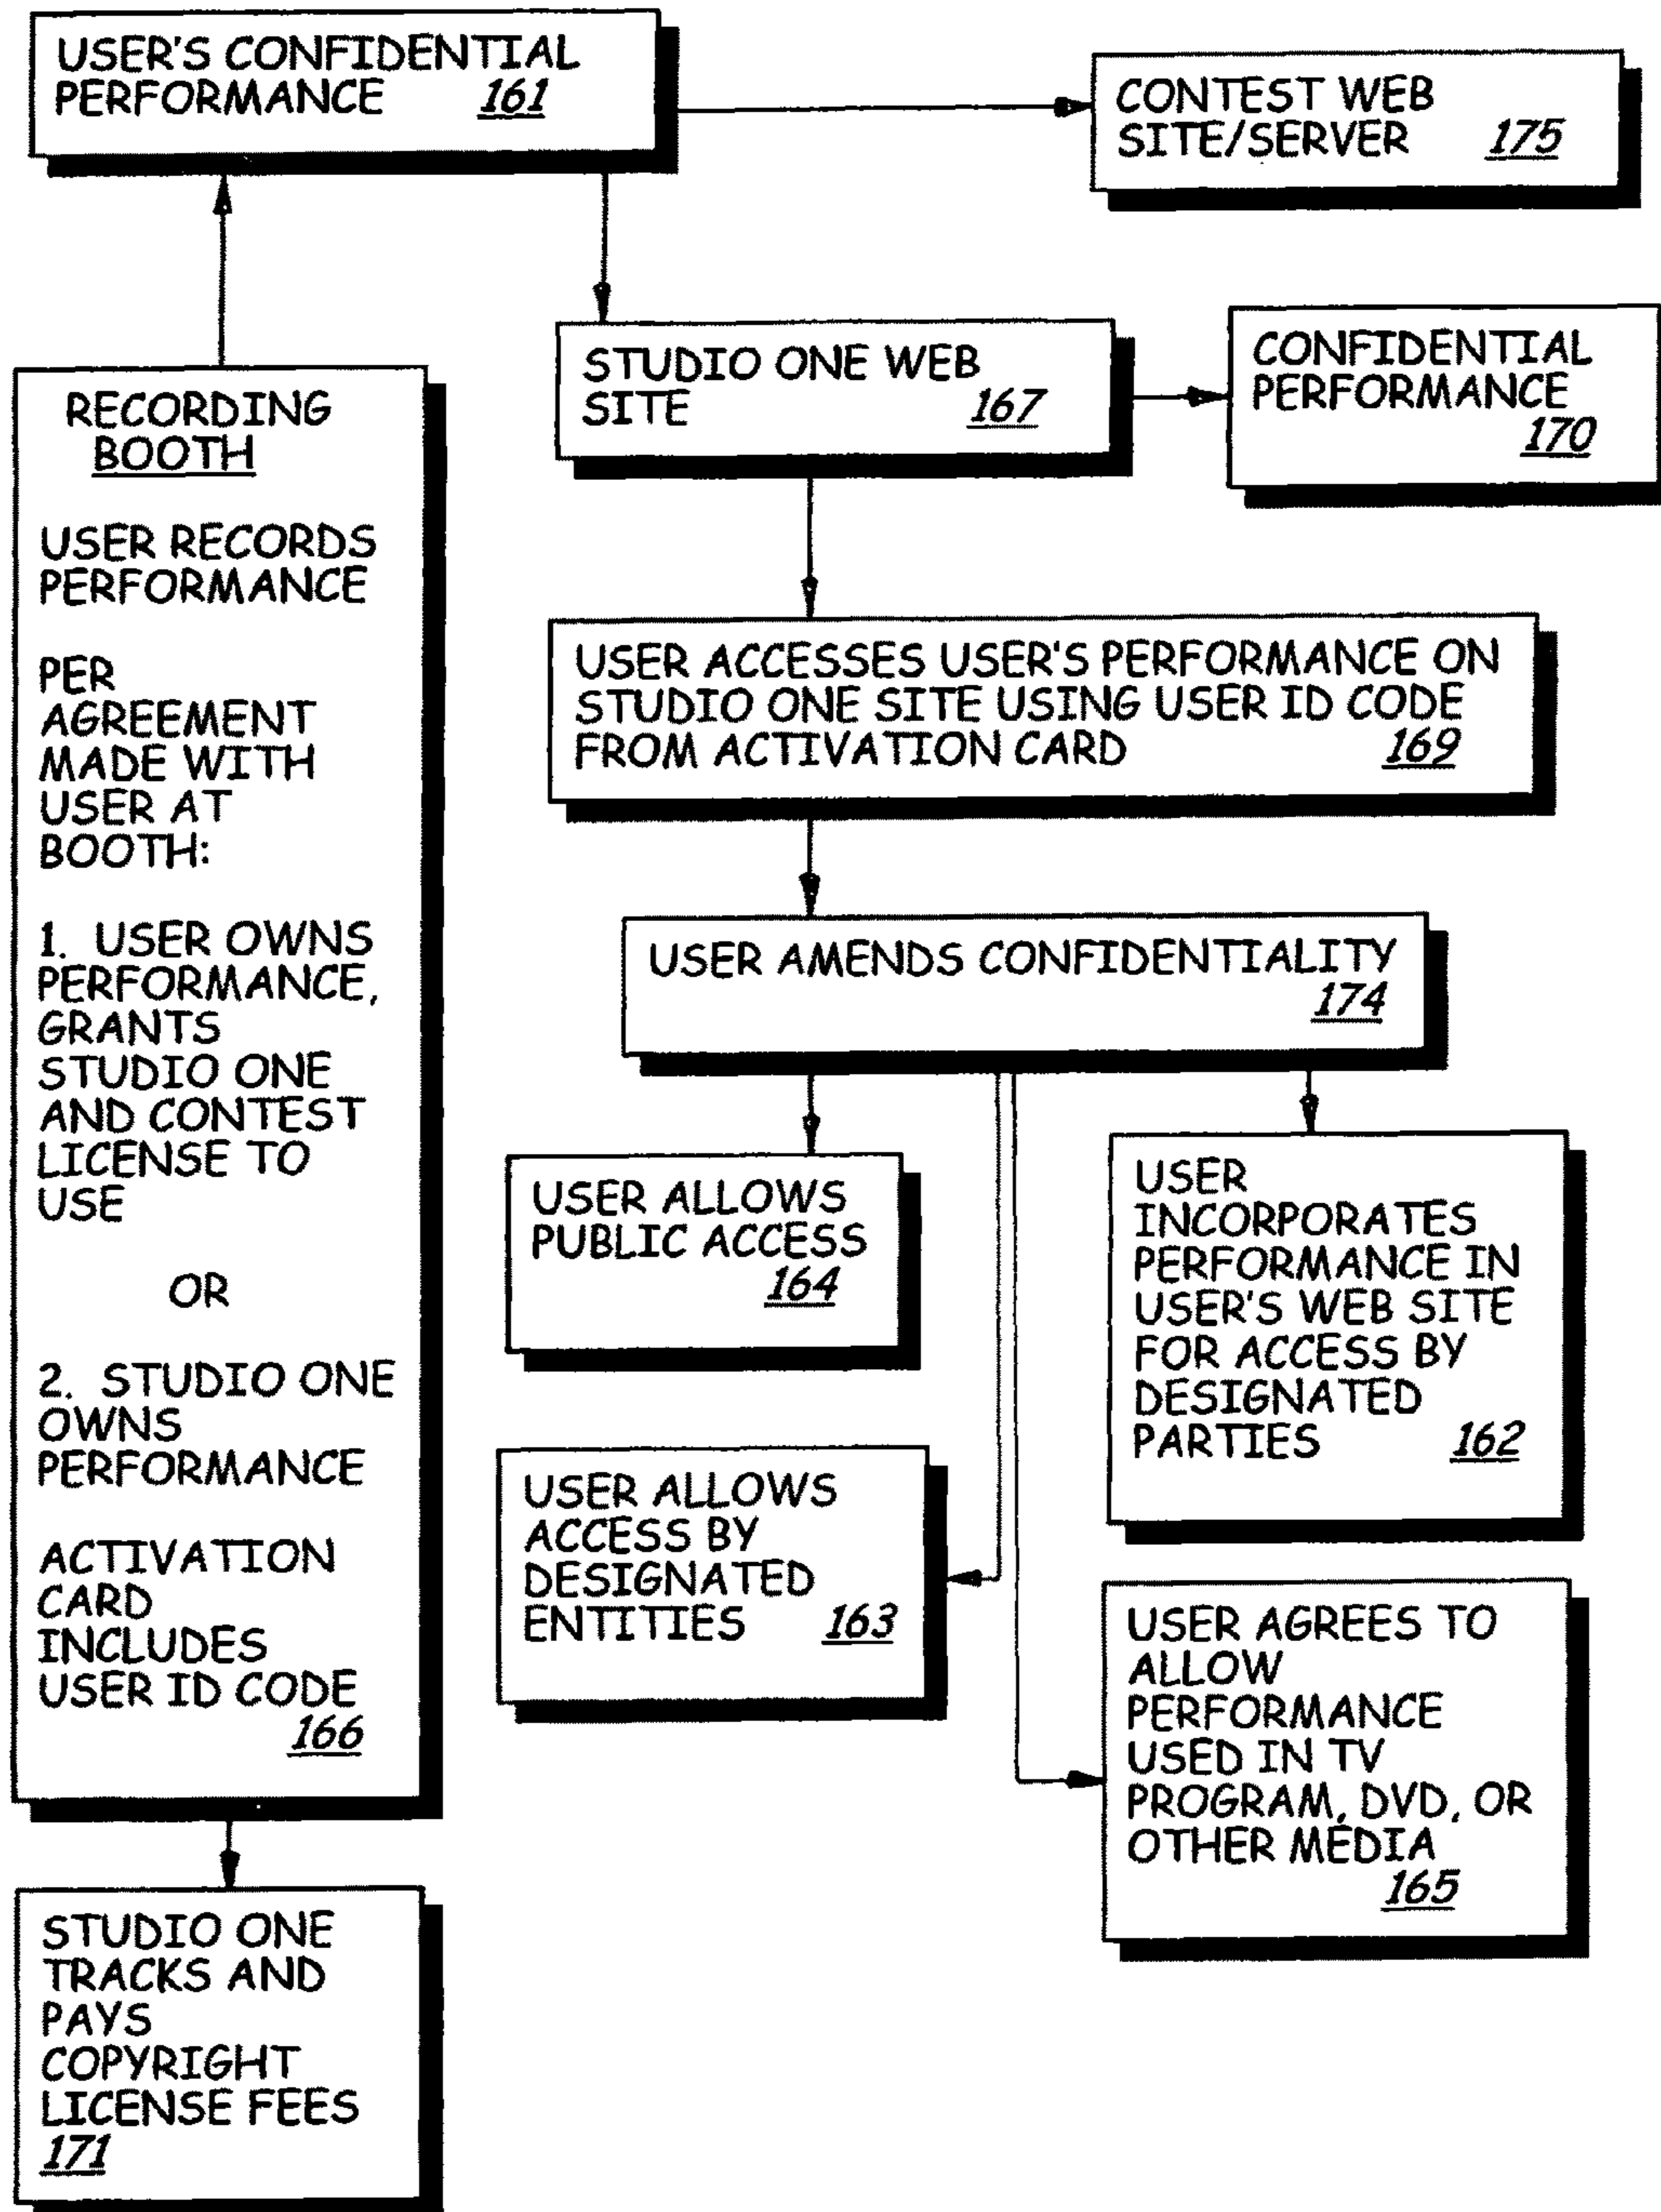 USER'S CONFIDENTIAL
PERFORMANCE 161
CONTEST WEB
SITE/SERVER 175
STUDIO ONE WEB
SITE 167
CONFIDENTIAL
PERFORMANCE
170
RECORDING
BOOTH
USER RECORDS
PERFORMANCE
PER
AGREEMENT
MADE WITH
USER AT
BOOTH:
1. USER OWNS
PERFORMANCE,
GRANTS
STUDIO ONE
AND CONTEST
LICENSE TO
USE
OR
2. STUDIO ONE
OWNS
PERFORMANCE
ACTIVATION
CARD
INCLUDES
USER ID CODE
166
USER ACCESSES USER'S PERFORMANCE ON
STUDIO ONE SITE USING USER ID CODE
FROM ACTIVATION CARD 169
USER AMENDS CONFIDENTIALITY
174
USER ALLOWS
PUBLIC ACCESS
164
USER
INCORPORATES
PERFORMANCE IN
USER'S WEB SITE
FOR ACCESS BY
DESIGNATED
PARTIES 162
USER ALLOWS
ACCESS BY
DESIGNATED
ENTITIES 163
USER AGREES TO
ALLOW
PERFORMANCE
USED IN TV
PROGRAM, DVD, OR
OTHER MEDIA
165
STUDIO ONE
TRACKS AND
PAYS
COPYRIGHT
LICENSE FEES
171